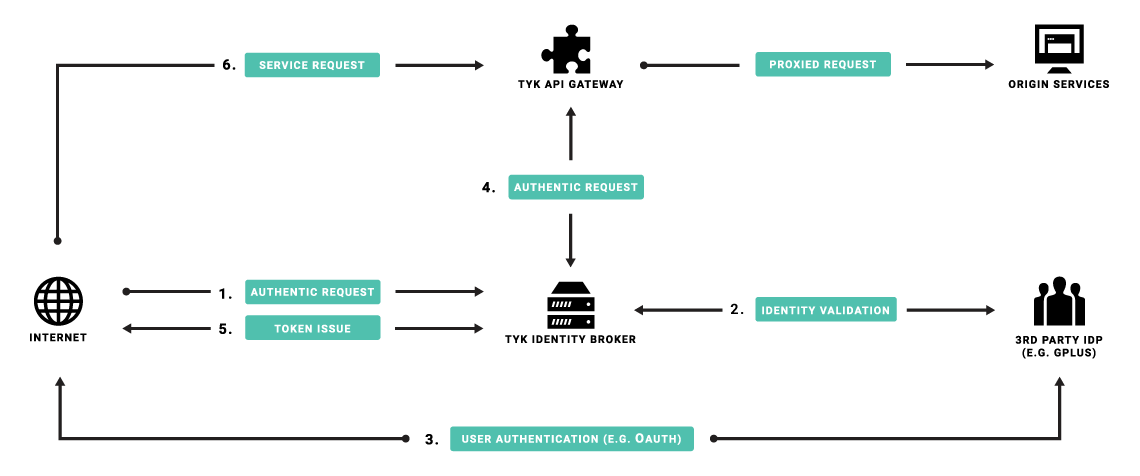 6. SERVICE REQUEST
PROXIED REQUEST
TYK API GATEWAY
ORIGIN SERVICES
4. AUTHENTIC REQUEST
1. AUTHENTIC REQUEST
2. IDENTITY VALIDATION
5. TOKEN ISSUE
INTERNET
TYK IDENTITY BROKER
3RD PARTY IDP
(E.G. GPLUS)
3. USER AUTHENTICATION (E.G. OAUTH)